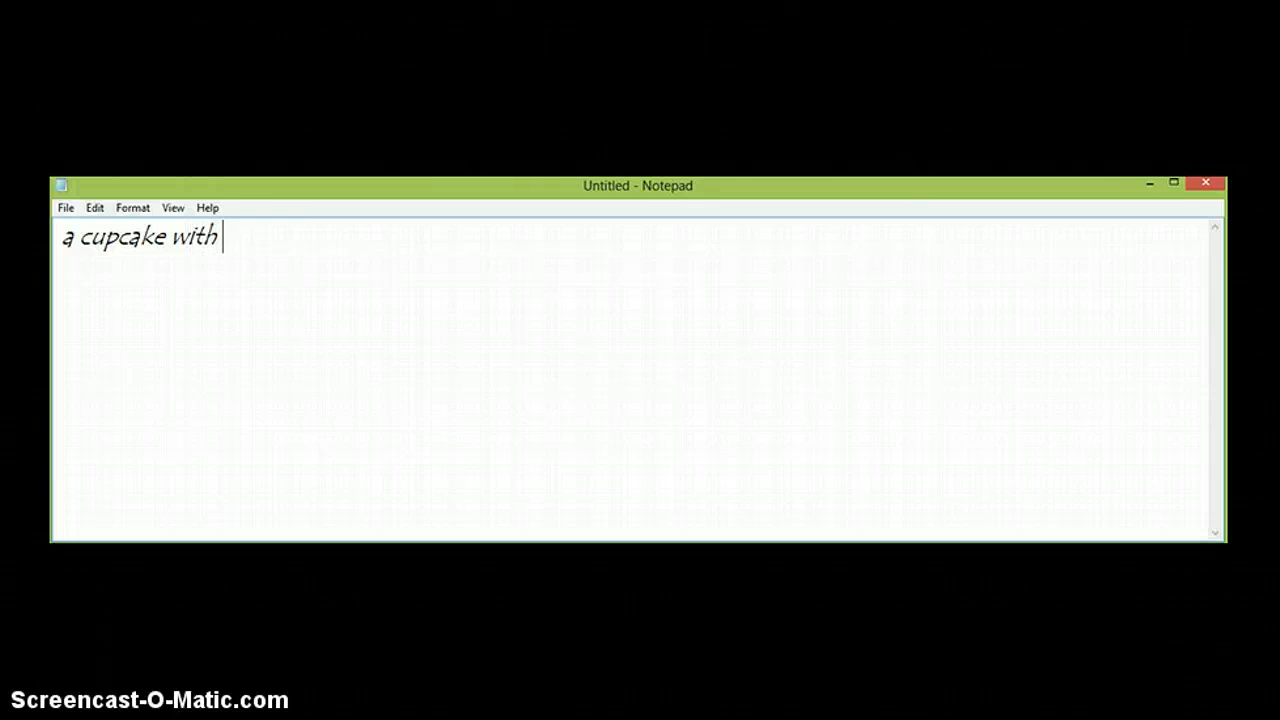 Untitled - Notepad
File Edit Format View Help
a cupcake with
Screencast-O-Matic.com